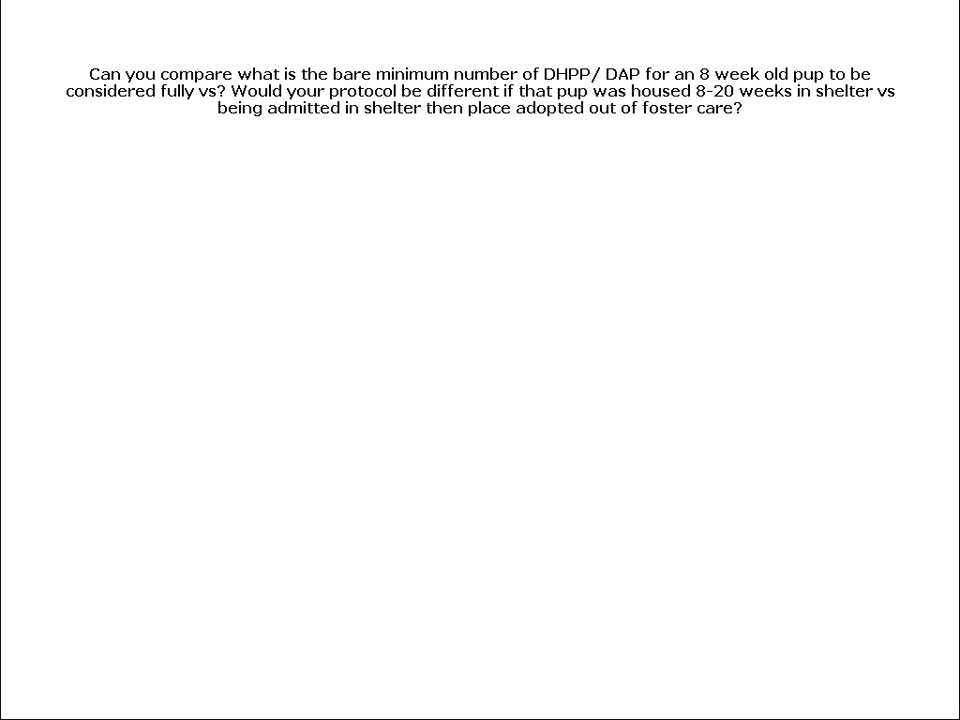 Can you compare what is the bare minimum number of DHPP/ DAP for an 8 week old pup to be
considered fully vs? Would your protocol be different if that pup was housed 8-20 weeks in shelter vs
being admitted in shelter then place adopted out of foster care?